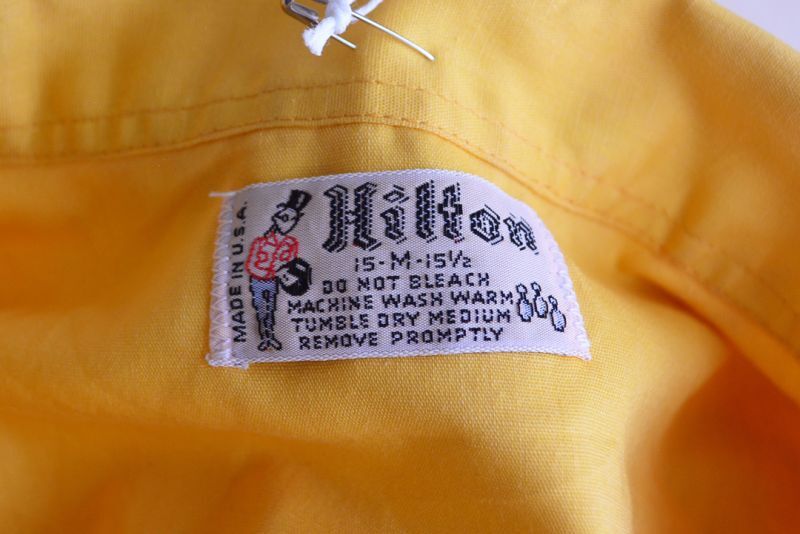 Hilton
15-M-15½
DO NOT BLEACH
MACHINE WASH WARM
TUMBLE DRY MEDIUM
REMOVE PROMPTLY
MADE IN U.S.A.